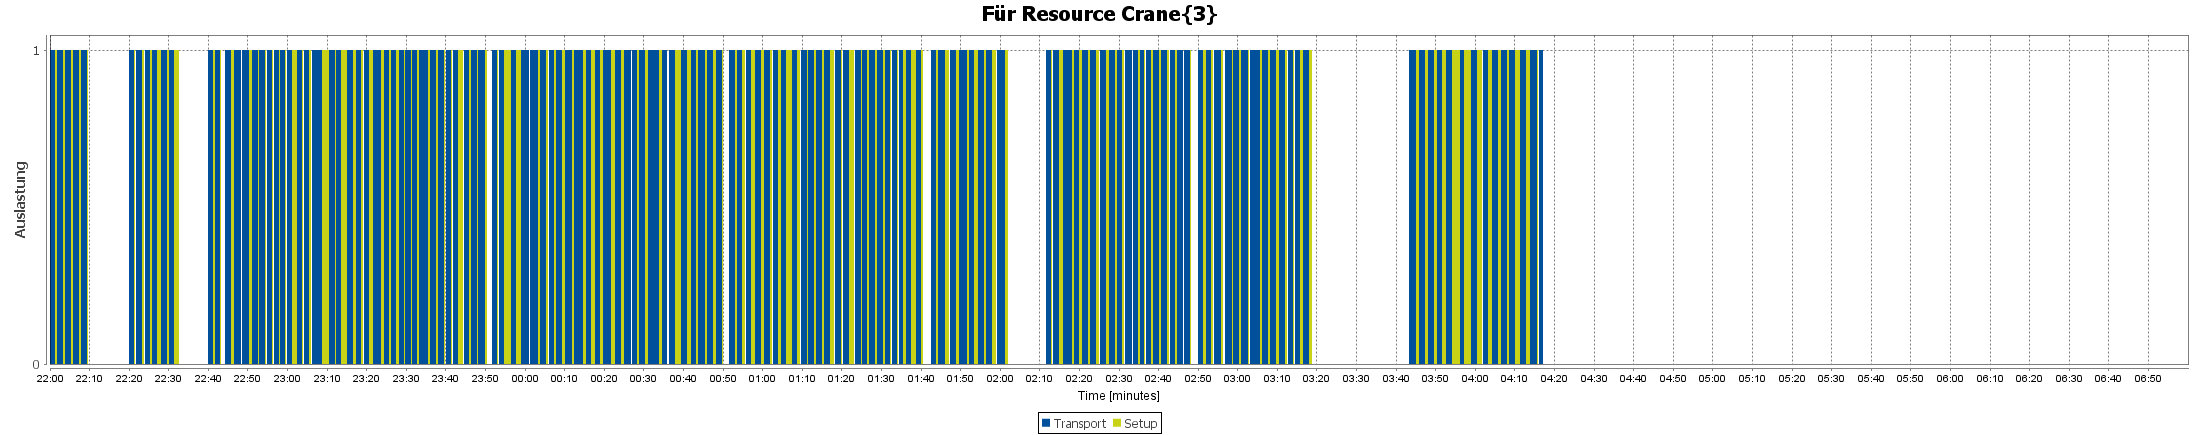 Für Resource Crane{3}
Auslastung
1
0
22:00 22:10 22:20 22:30 22:40 22:50 23:00 23:10 23:20 23:30 23:40 23:50 00:00 00:10 00:20 00:30 00:40 00:50 01:00 01:10 01:20 01:30 01:40 01:50 02:00 02:10 02:20 02:30 02:40 02:50 03:00 03:10 03:20 03:30 03:40 03:50 04:00 04:10 04:20 04:30 04:40 04:50 05:00 05:10 05:20 05:30 05:40 05:50 06:00 06:10 06:20 06:30 06:40 06:50
Time [minutes]
Transport Setup